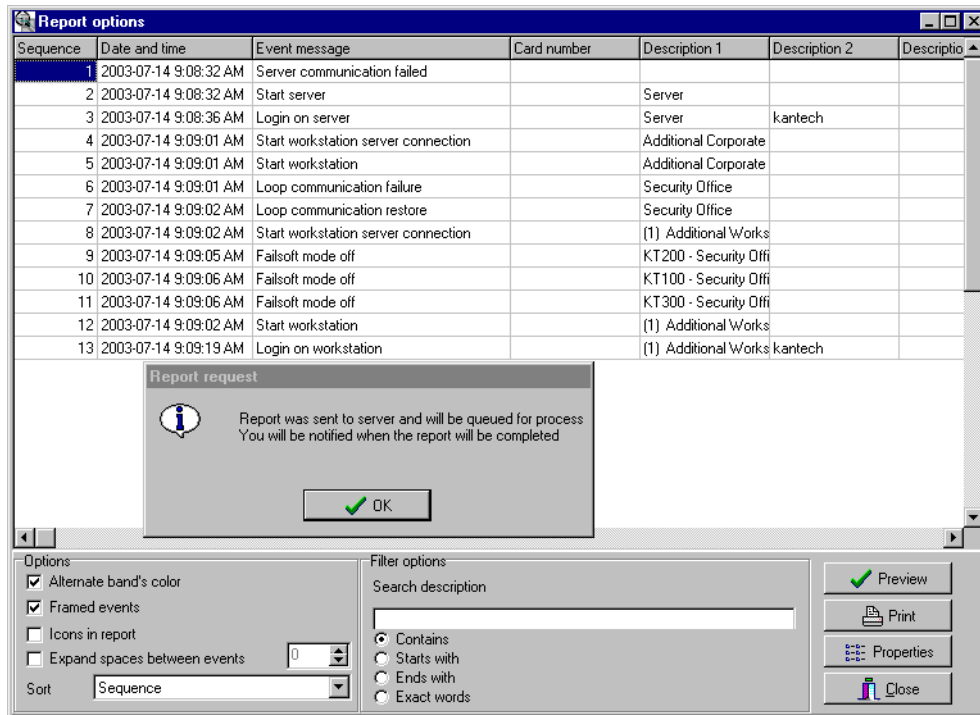 Report options
Sequence Date and time Event message Card number Description 1 Description 2 Descriptio
1 2003-07-14 9:08:32 AM Server communication failed
2 2003-07-14 9:08:32 AM Start server Server
3 2003-07-14 9:08:36 AM Login on server Server kantech
4 2003-07-14 9:09:01 AM Start workstation server connection Additional Corporate
5 2003-07-14 9:09:01 AM Start workstation Additional Corporate
6 2003-07-14 9:09:01 AM Loop communication failure Security Office
7 2003-07-14 9:09:02 AM Loop communication restore Security Office
8 2003-07-14 9:09:02 AM Start workstation server connection (1) Additional Works
9 2003-07-14 9:09:05 AM Failsoft mode off KT200 - Security Offi
10 2003-07-14 9:09:06 AM Failsoft mode off KT100 - Security Offi
11 2003-07-14 9:09:06 AM Failsoft mode off KT300 - Security Offi
12 2003-07-14 9:09:02 AM Start workstation (1) Additional Works
13 2003-07-14 9:09:19 AM Login on workstation (1) Additional Works kantech
Report request
Report was sent to server and will be queued for process
You will be notified when the report will be completed
OK
Options
Alternate band's color
Framed events
Icons in report
Expand spaces between events 0
Sort Sequence
Filter options
Search description
Contains
Starts with
Ends with
Exact words
Preview
Print
Properties
Close